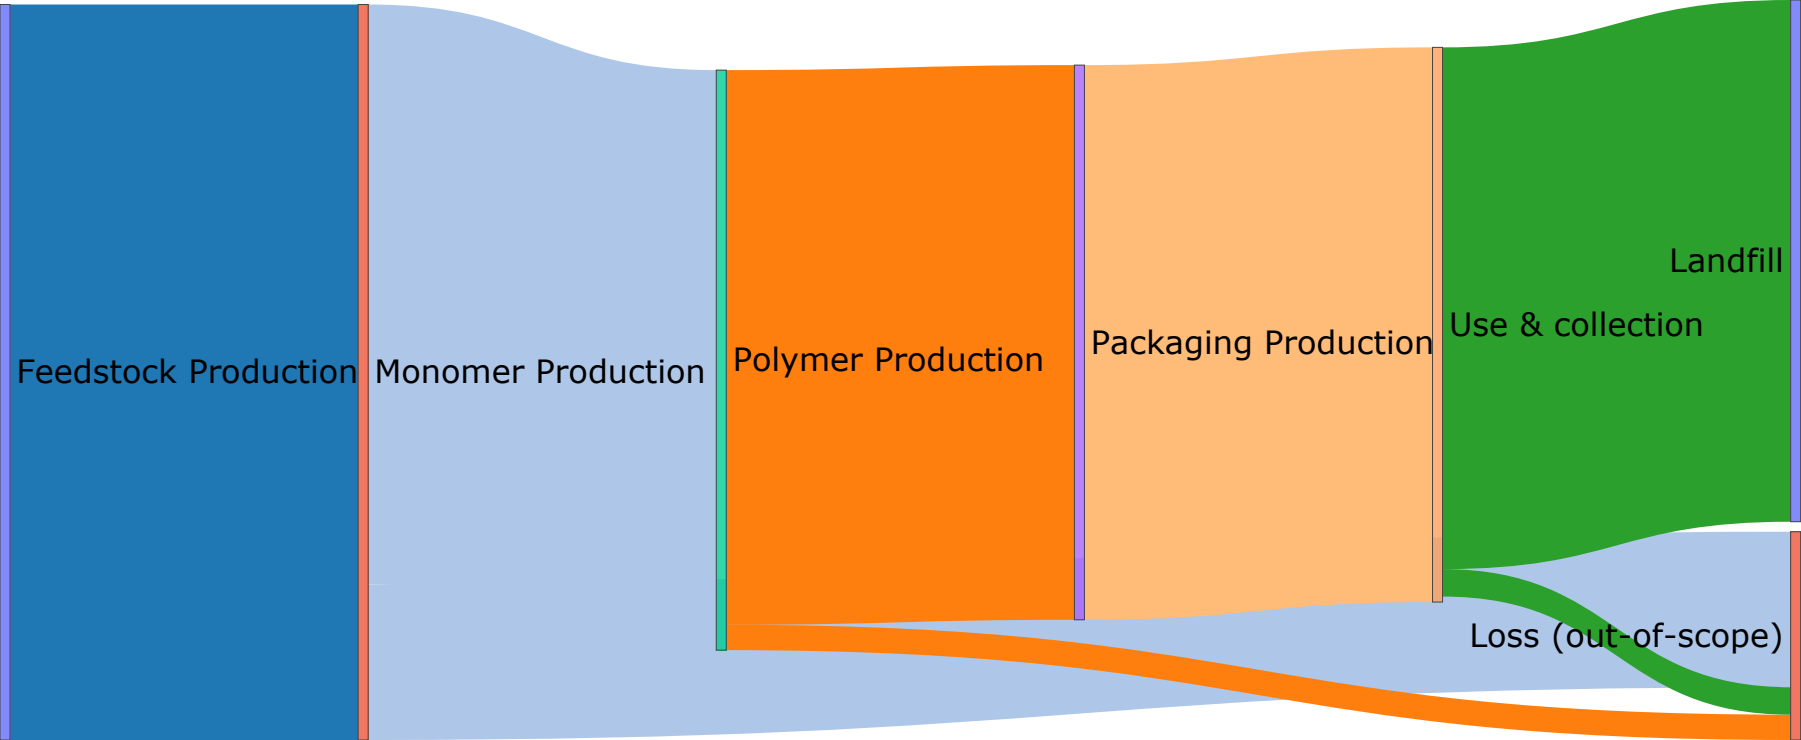 Feedstock Production
Monomer Production
Polymer Production
Packaging Production
Use & collection
Landfill
Loss (out-of-scope)